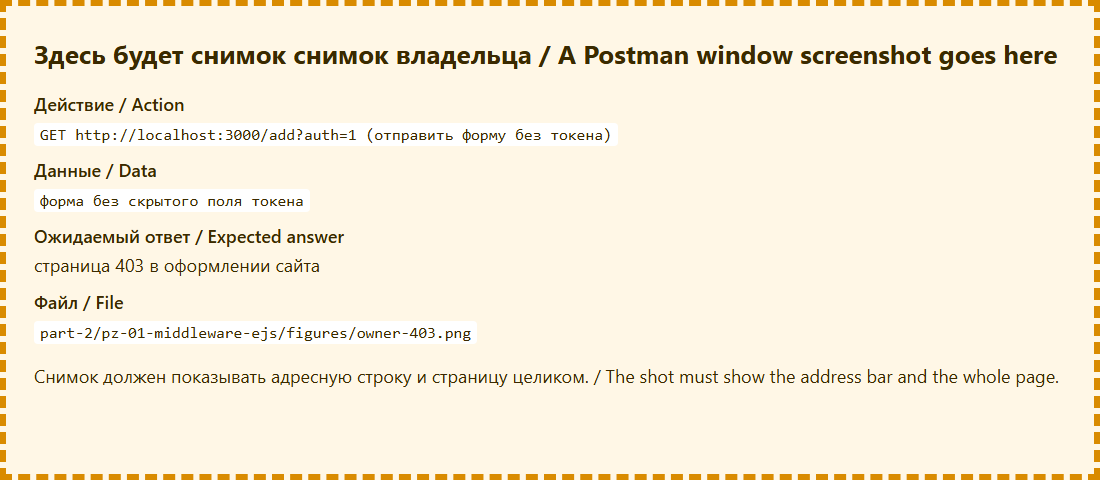 Здесь будет снимок снимок владельца / A Postman window screenshot goes here
Действие / Action
GET http://localhost:3000/add?auth=1 (отправить форму без токена)
Данные / Data
форма без скрытого поля токена
Ожидаемый ответ / Expected answer
страница 403 в оформлении сайта
Файл / File
part-2/pz-01-middleware-ejs/figures/owner-403.png
Снимок должен показывать адресную строку и страницу целиком. / The shot must show the address bar and the whole page.